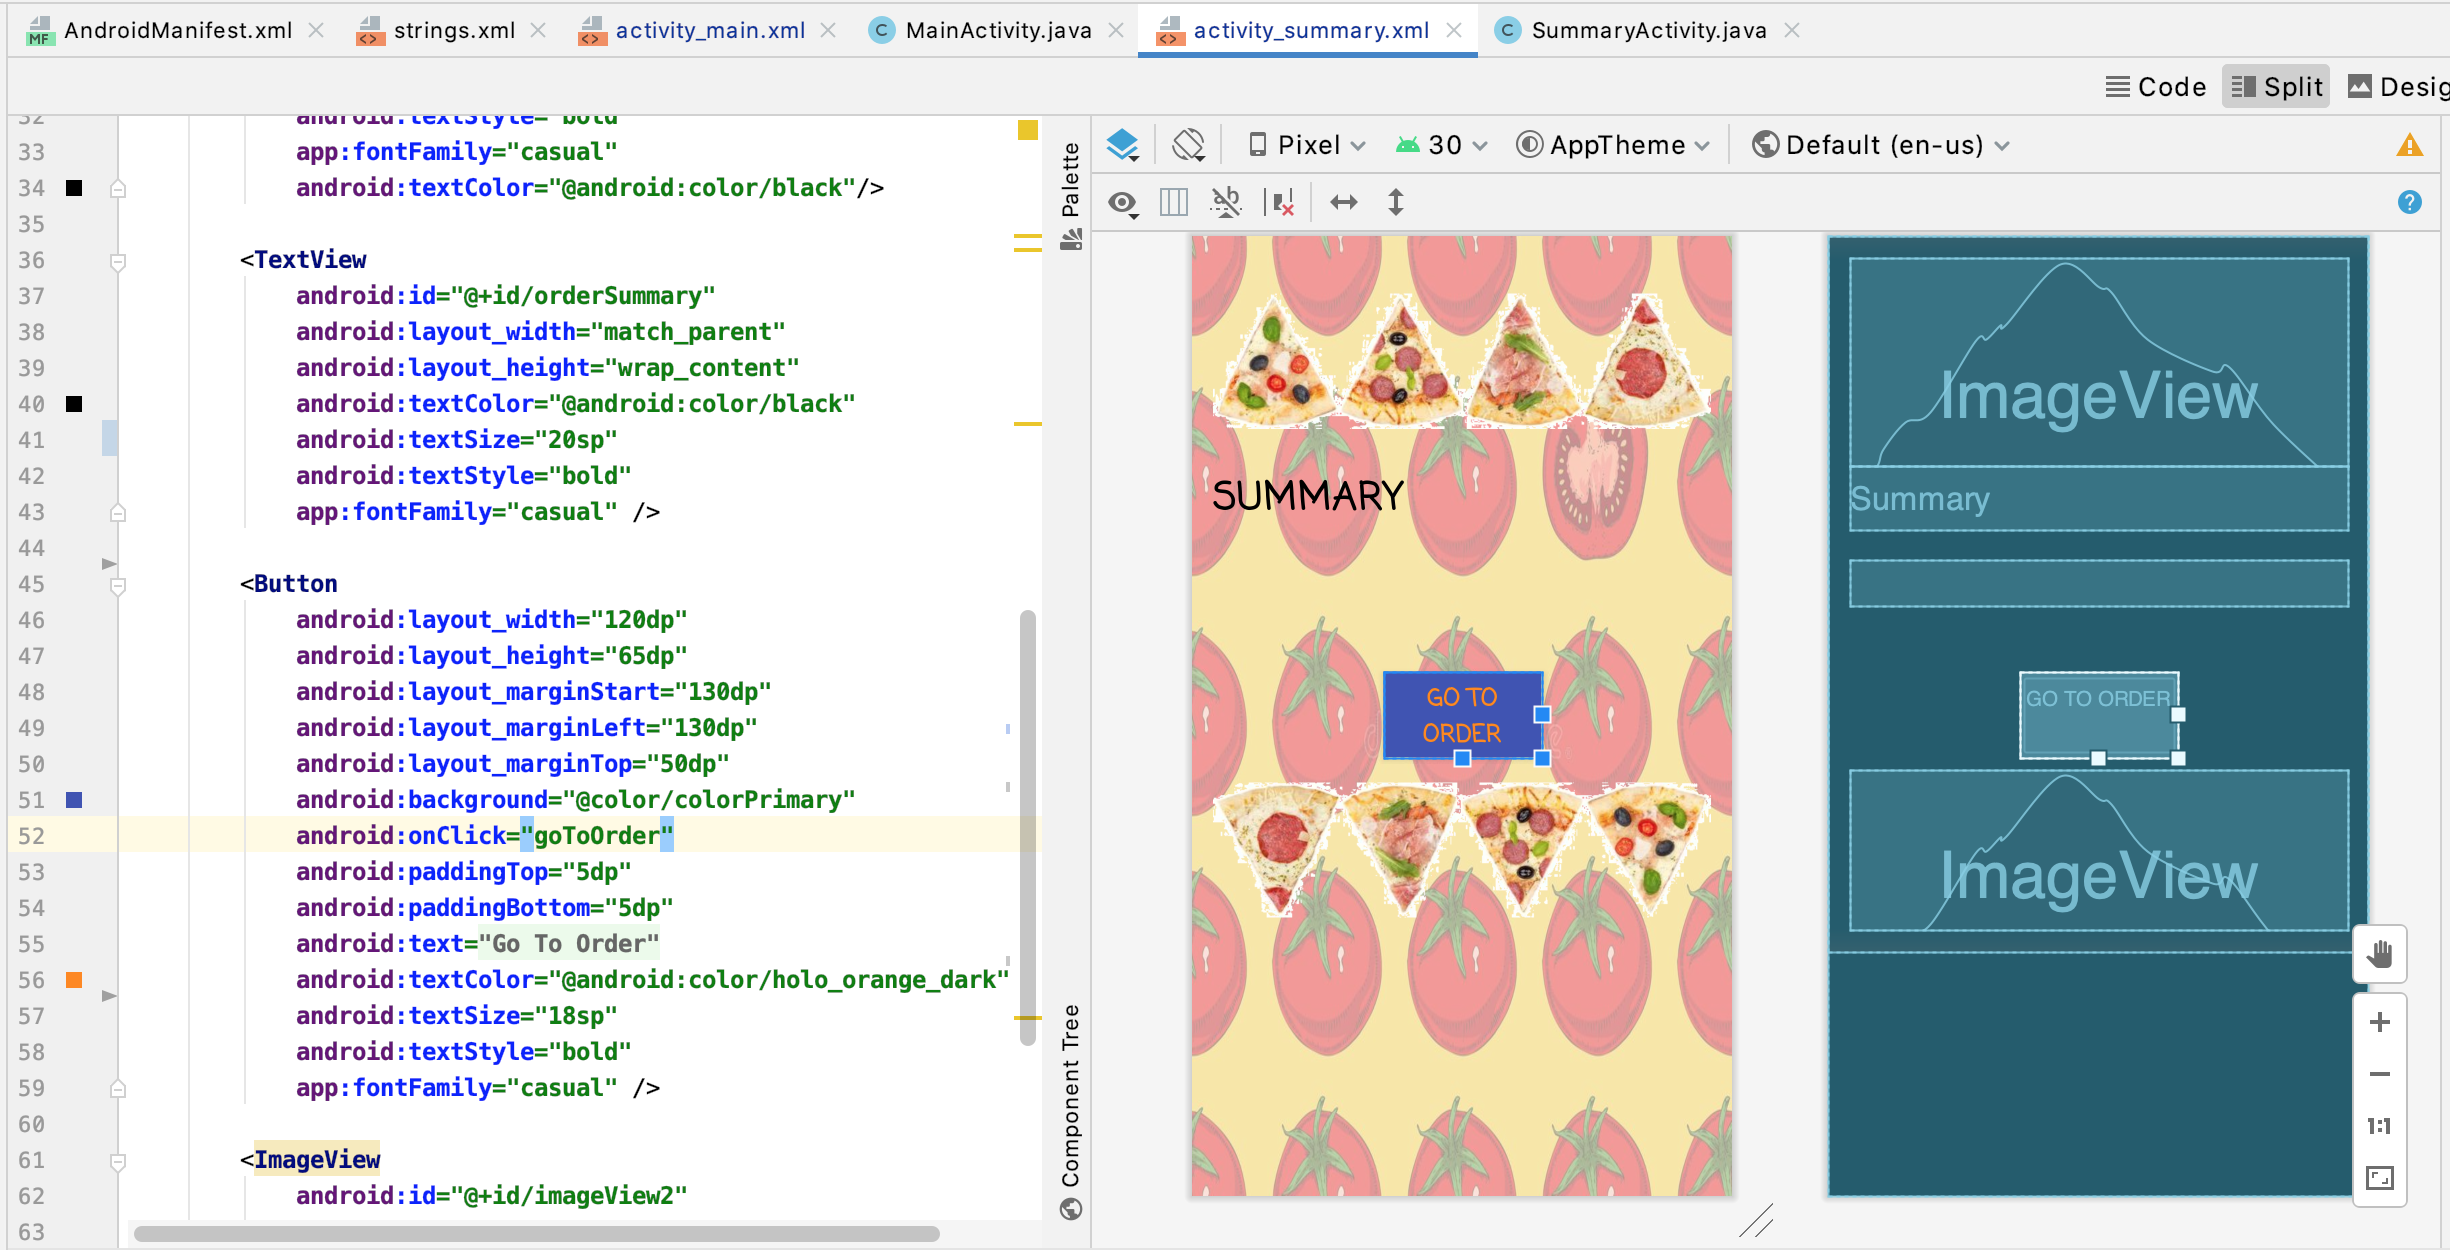 AndroidManifest.xml
strings.xml
activity_main.xml
MainActivity.java
activity_summary.xml
SummaryActivity.java
Code
Split
Desig
32 android:textStyle="bold"
33 app:fontFamily="casual"
34 android:textColor="@android:color/black"/>
35
36 <TextView
37 android:id="@+id/orderSummary"
38 android:layout_width="match_parent"
39 android:layout_height="wrap_content"
40 android:textColor="@android:color/black"
41 android:textSize="20sp"
42 android:textStyle="bold"
43 app:fontFamily="casual" />
44
45 <Button
46 android:layout_width="120dp"
47 android:layout_height="65dp"
48 android:layout_marginStart="130dp"
49 android:layout_marginLeft="130dp"
50 android:layout_marginTop="50dp"
51 android:background="@color/colorPrimary"
52 android:onClick="goToOrder"
53 android:paddingTop="5dp"
54 android:paddingBottom="5dp"
55 android:text="Go To Order"
56 android:textColor="@android:color/holo_orange_dark"
57 android:textSize="18sp"
58 android:textStyle="bold"
59 app:fontFamily="casual" />
60
61 <ImageView
62 android:id="@+id/imageView2"
63
Palette
Component Tree
Pixel
30
AppTheme
Default (en-us)
SUMMARY
GO TO
ORDER
ImageView
Summary
GO TO ORDER
ImageView
1:1